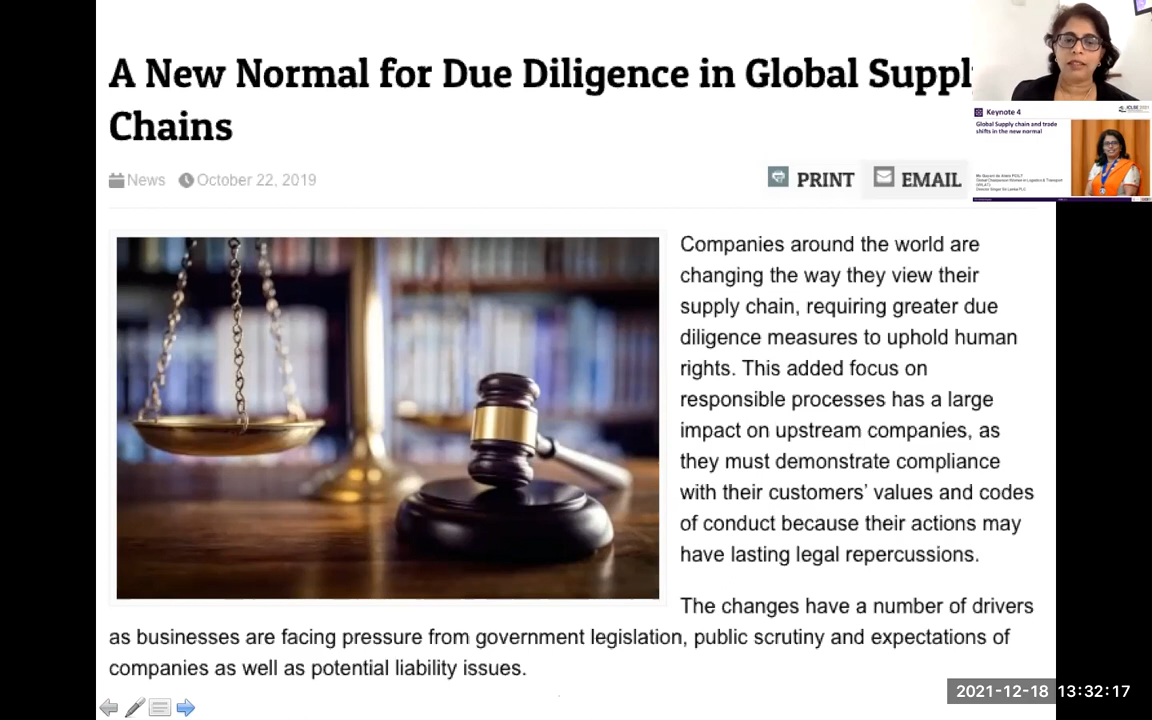 A New Normal for Due Diligence in Global Suppl
Chains
News October 22, 2019
PRINT EMAIL
Companies around the world are
changing the way they view their
supply chain, requiring greater due
diligence measures to uphold human
rights. This added focus on
responsible processes has a large
impact on upstream companies, as
they must demonstrate compliance
with their customers' values and codes
of conduct because their actions may
have lasting legal repercussions.
The changes have a number of drivers
as businesses are facing pressure from government legislation, public scrutiny and expectations of
companies as well as potential liability issues.
Keynote 4
Global Supply chain and trade
shifts in the new normal
2021-12-18 13:32:17